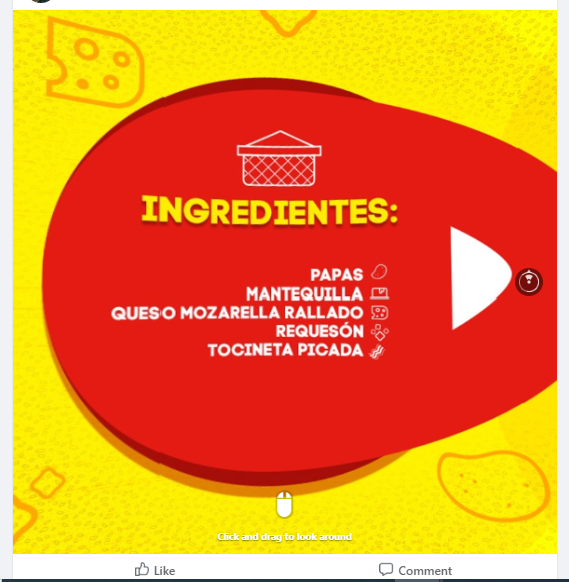 INGREDIENTES:
PAPAS
MANTEQUILLA
QUESO MOZARELLA RALLADO
REQUESÓN
TOCINETA PICADA
Click and drag to look around
Like
Comment